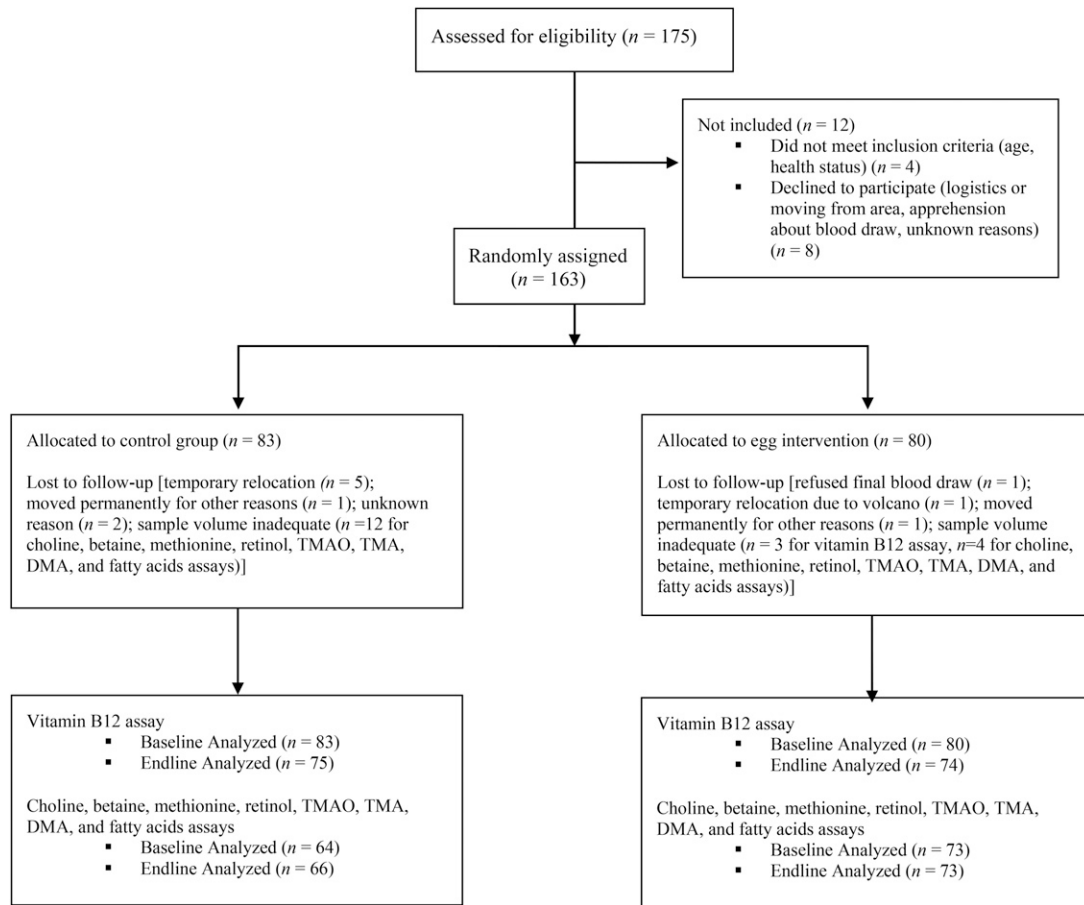 Assessed for eligibility (n = 175)
Not included (n = 12)
▪ Did not meet inclusion criteria (age,
health status) (n = 4)
▪ Declined to participate (logistics or
moving from area, apprehension
about blood draw, unknown reasons)
(n = 8)
Randomly assigned
(n = 163)
Allocated to control group (n = 83)
Lost to follow-up [temporary relocation (n = 5);
moved permanently for other reasons (n = 1); unknown
reason (n = 2); sample volume inadequate (n =12 for
choline, betaine, methionine, retinol, TMAO, TMA,
DMA, and fatty acids assays)]
Allocated to egg intervention (n = 80)
Lost to follow-up [refused final blood draw (n = 1);
temporary relocation due to volcano (n = 1); moved
permanently for other reasons (n = 1); sample volume
inadequate (n = 3 for vitamin B12 assay, n=4 for choline,
betaine, methionine, retinol, TMAO, TMA, DMA, and
fatty acids assays)]
Vitamin B12 assay
▪ Baseline Analyzed (n = 83)
▪ Endline Analyzed (n = 75)
Choline, betaine, methionine, retinol, TMAO, TMA,
DMA, and fatty acids assays
▪ Baseline Analyzed (n = 64)
▪ Endline Analyzed (n = 66)
Vitamin B12 assay
▪ Baseline Analyzed (n = 80)
▪ Endline Analyzed (n = 74)
Choline, betaine, methionine, retinol, TMAO, TMA,
DMA, and fatty acids assays
▪ Baseline Analyzed (n = 73)
▪ Endline Analyzed (n = 73)